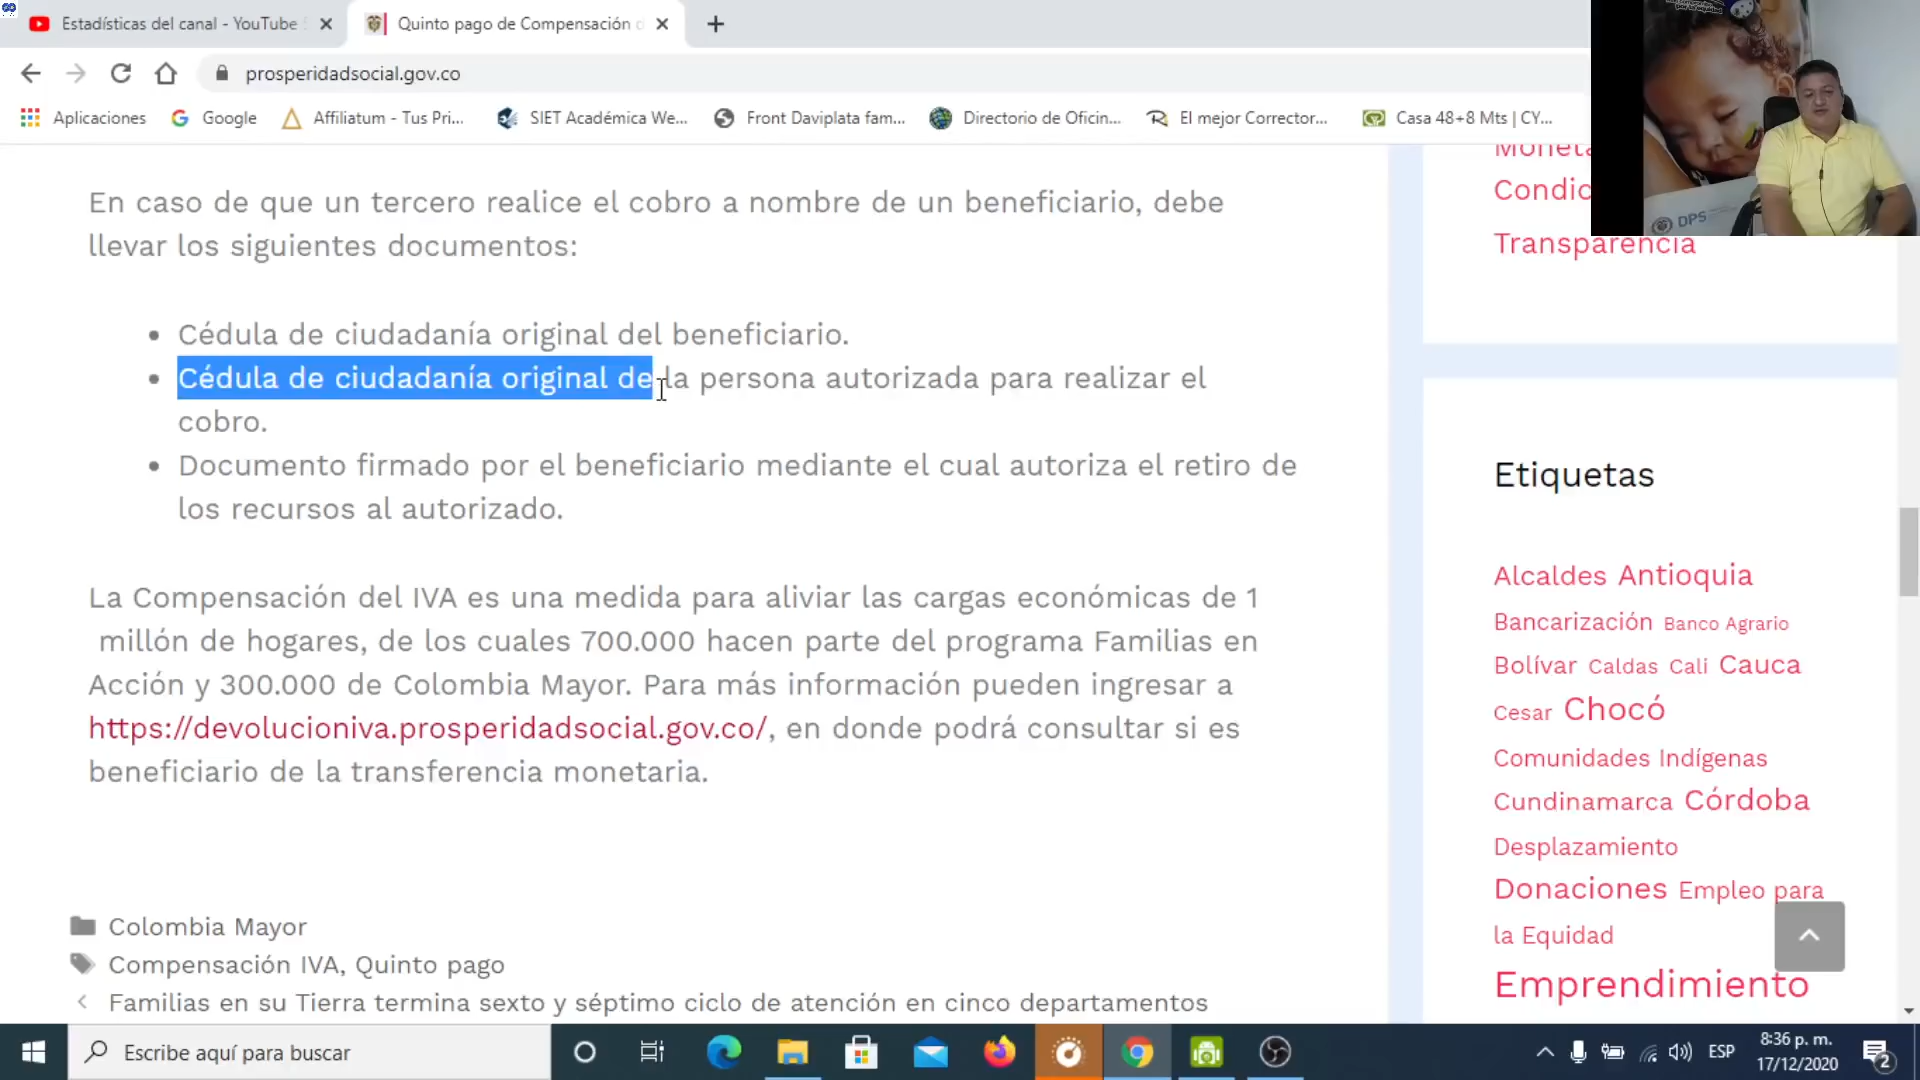 Estadísticas del canal - YouTube
Quinto pago de Compensación
prosperidadsocial.gov.co
Aplicaciones
Google
Affiliatum - Tus Pri...
SIET Académica We...
Front Daviplata fam...
Directorio de Oficin...
El mejor Corrector...
Casa 48+8 Mts | CY...
DPS
En caso de que un tercero realice el cobro a nombre de un beneficiario, debe
llevar los siguientes documentos:
• Cédula de ciudadanía original del beneficiario.
• Cédula de ciudadanía original de la persona autorizada para realizar el
cobro.
• Documento firmado por el beneficiario mediante el cual autoriza el retiro de
los recursos al autorizado.
La Compensación del IVA es una medida para aliviar las cargas económicas de 1
millón de hogares, de los cuales 700.000 hacen parte del programa Familias en
Acción y 300.000 de Colombia Mayor. Para más información pueden ingresar a
https://devolucioniva.prosperidadsocial.gov.co/, en donde podrá consultar si es
beneficiario de la transferencia monetaria.
Colombia Mayor
Compensación IVA, Quinto pago
Familias en su Tierra termina sexto y séptimo ciclo de atención en cinco departamentos
Transparencia
Etiquetas
Alcaldes Antioquia
Bancarización Banco Agrario
Bolívar Caldas Cali Cauca
Cesar Chocó
Comunidades Indígenas
Cundinamarca Córdoba
Desplazamiento
Donaciones Empleo para
la Equidad
Emprendimiento
Escribe aquí para buscar
ESP
8:36 p. m.
17/12/2020
2